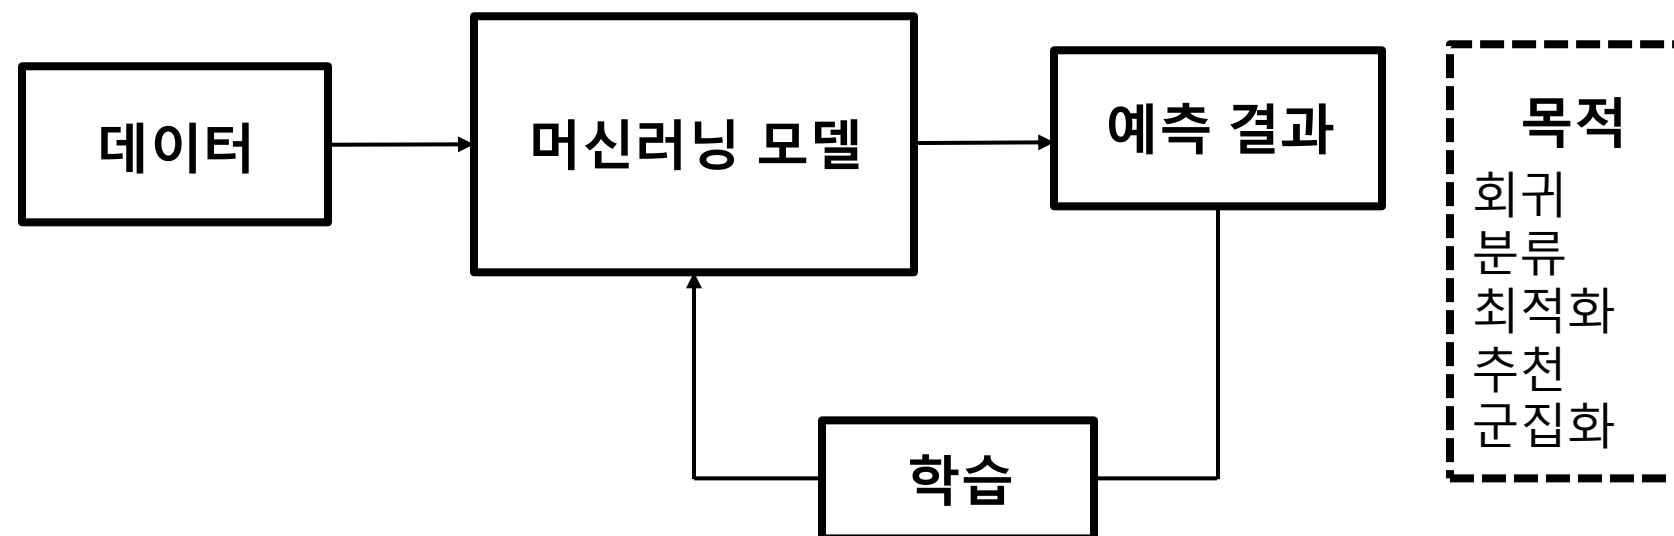 데이터
머신러닝 모델
예측 결과
학습
목적
회귀
분류
최적화
추천
군집화